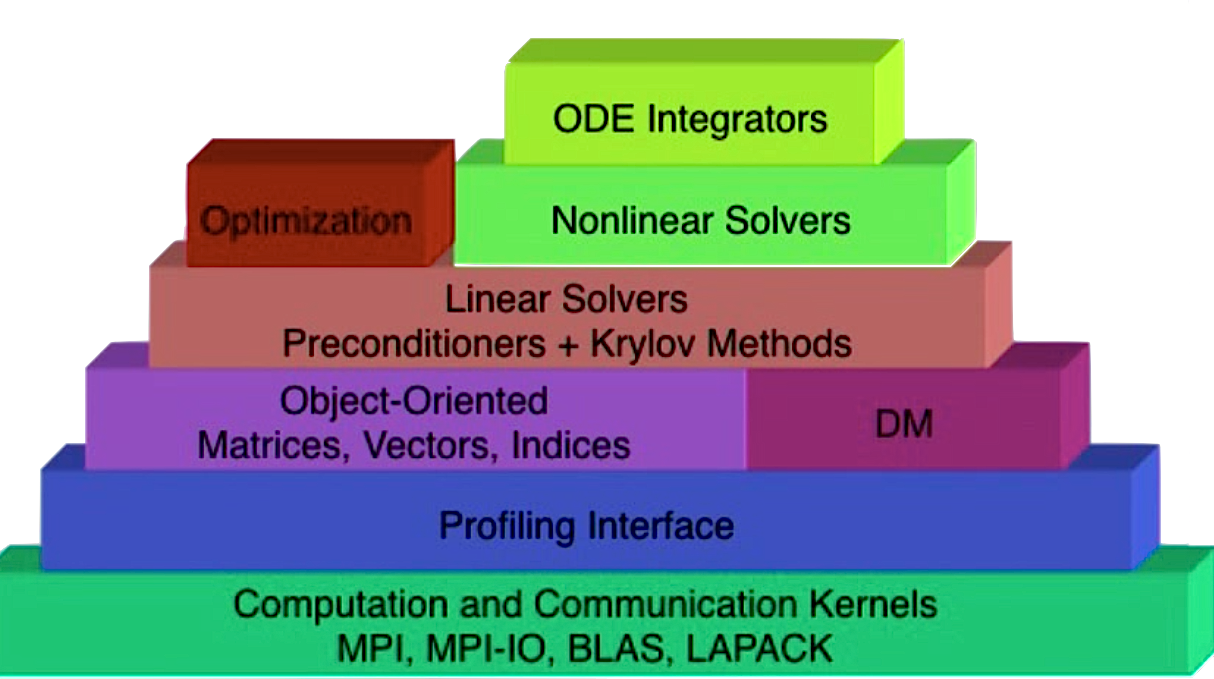 ODE Integrators
Optimization
Nonlinear Solvers
Linear Solvers
Preconditioners + Krylov Methods
Object-Oriented
Matrices, Vectors, Indices
DM
Profiling Interface
Computation and Communication Kernels
MPI, MPI-IO, BLAS, LAPACK